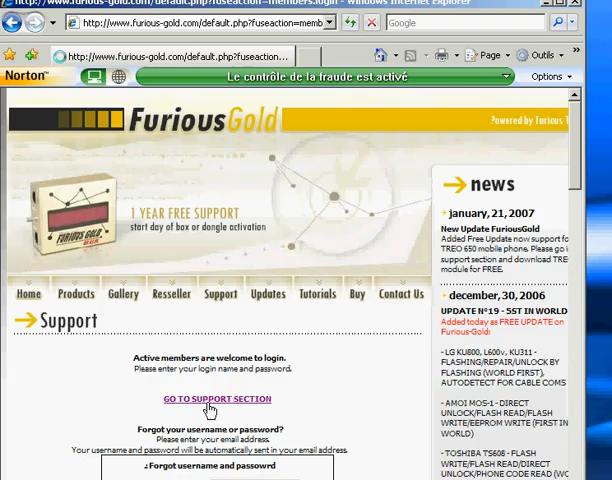 http://www.furious-gold.com/default.php?fuseaction=members.login - Windows Internet Explorer
http://www.furious-gold.com/default.php?fuseaction=memb
Google
http://www.furious-gold.com/default.php?fuseaction...
Page
Outils
Norton
Le contrôle de la fraude est activé
Options
FuriousGold
Powered by Furious T
1 YEAR FREE SUPPORT
start day of box or dongle activation
FURIOUS GOLD
Home Products Gallery Resseller Support Updates Tutorials Buy Contact Us
Support
Active members are welcome to login.
Please enter your login name and password.
GO TO SUPPORT SECTION
Forgot your username or password?
Please enter your email address.
Your username and password will be automatically sent in your email address.
Forgot username and password
news
january,21,2007
New Update FuriousGold
Added Free Update now support fo
TREO 650 mobile phone. Please go
support section and download TRE
module for FREE.
december,30,2006
UPDATE N°19 - 5ST IN WORLD
Added today as FREE UPDATE on
Furious-Gold:
- LG KU800, L600v, KU311 -
FLASHING/REPAIR/UNLOCK BY
FLASHING (WORLD FIRST),
AUTODETECT FOR CABLE COMS
- AMOI MOS-1 - DIRECT
UNLOCK/FLASH READ/FLASH
WRITE/EEPROM WRITE (FIRST IN
WORLD)
- TOSHIBA TS608 - FLASH
WRITE/FLASH READ/DIRECT
UNLOCK/PHONE CODE READ (WO